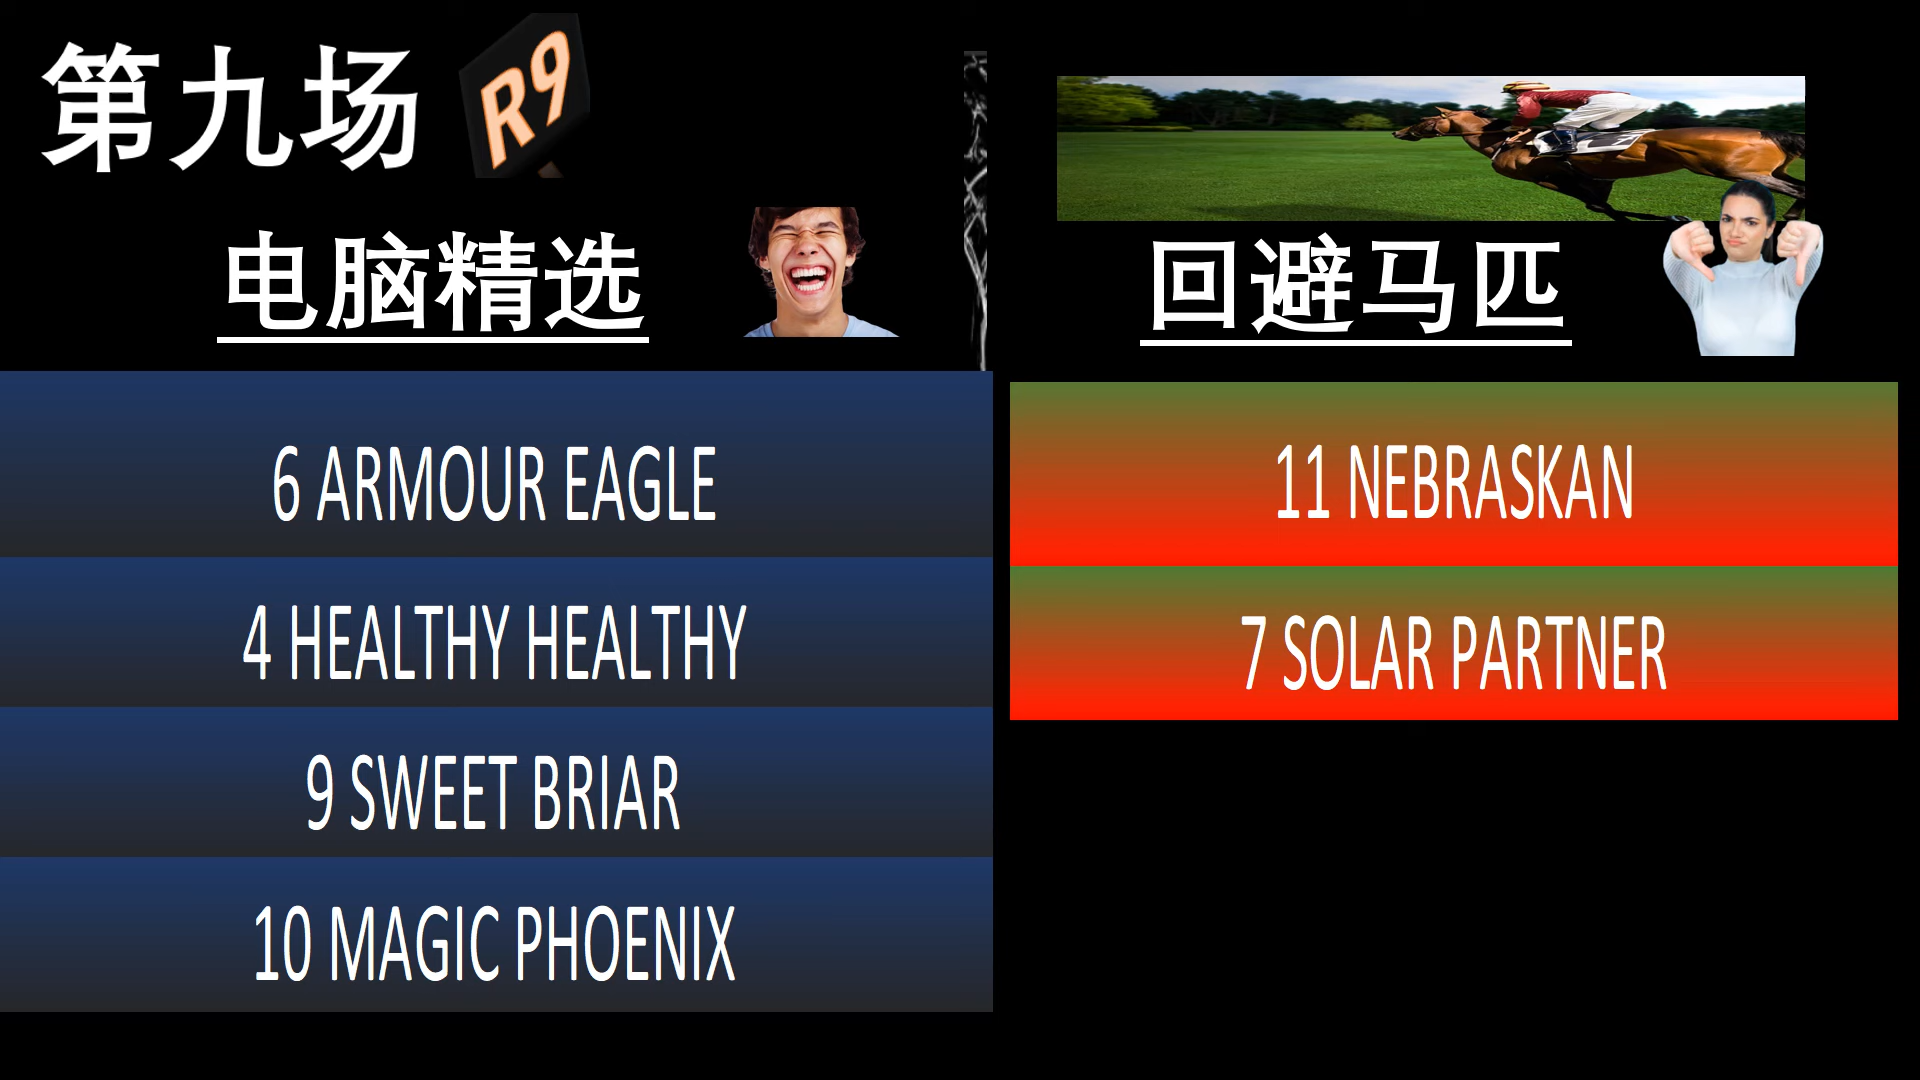 第九场
R9
电脑精选
6 ARMOUR EAGLE
4 HEALTHY HEALTHY
9 SWEET BRIAR
10 MAGIC PHOENIX
回避马匹
11 NEBRASKAN
7 SOLAR PARTNER